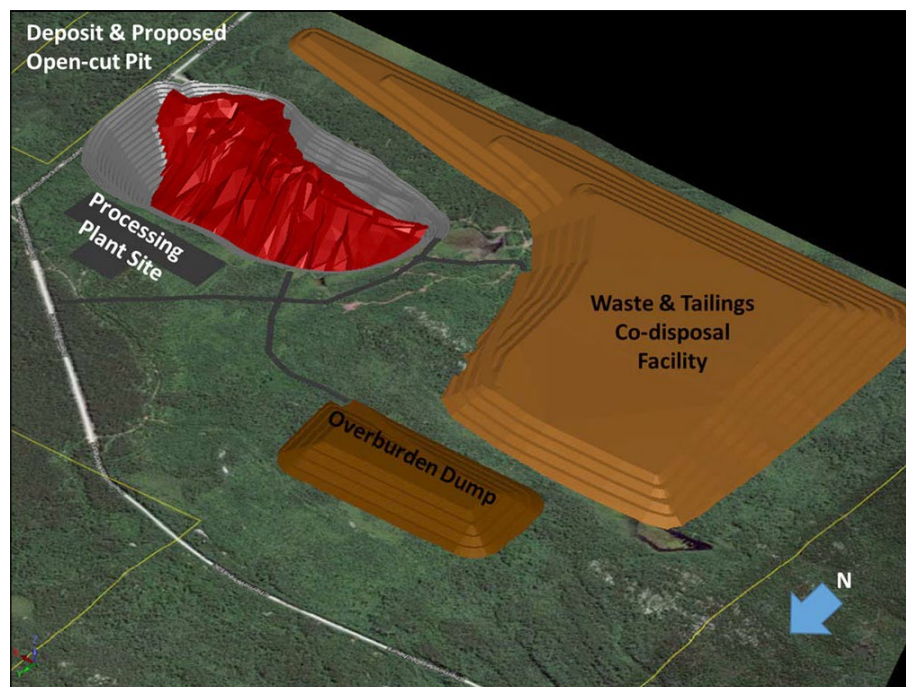 Deposit & Proposed
Open-cut Pit
Processing
Plant Site
Waste & Tailings
Co-disposal
Facility
Overburden Dump
N